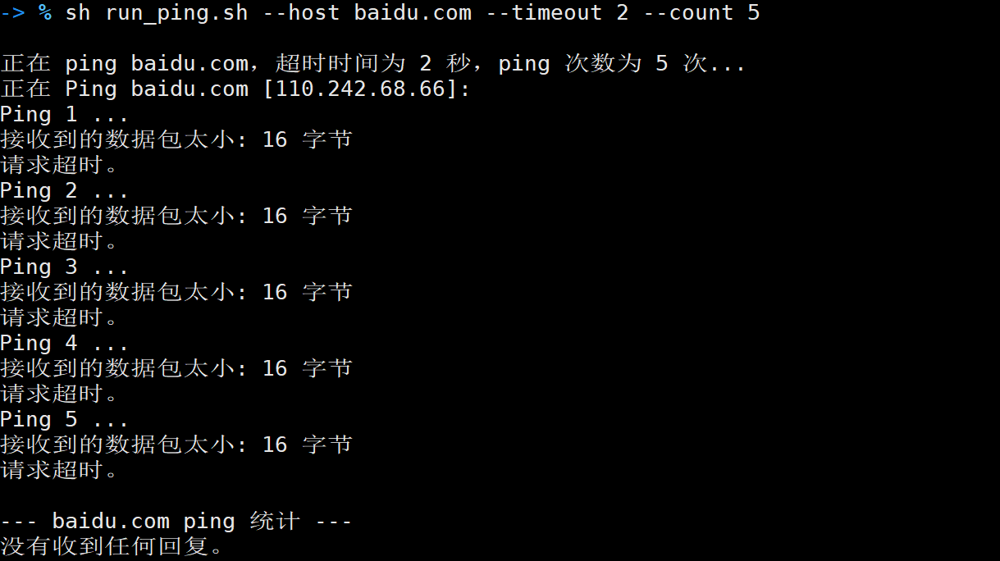 -> % sh run_ping.sh --host baidu.com --timeout 2 --count 5
正在 ping baidu.com，超时时间为 2 秒，ping 次数为 5 次...
正在 Ping baidu.com [110.242.68.66]:
Ping 1 ...
接收到的数据包太小: 16 字节
请求超时。
Ping 2 ...
接收到的数据包太小: 16 字节
请求超时。
Ping 3 ...
接收到的数据包太小: 16 字节
请求超时。
Ping 4 ...
接收到的数据包太小: 16 字节
请求超时。
Ping 5 ...
接收到的数据包太小: 16 字节
请求超时。
--- baidu.com ping 统计 ---
没有收到任何回复。